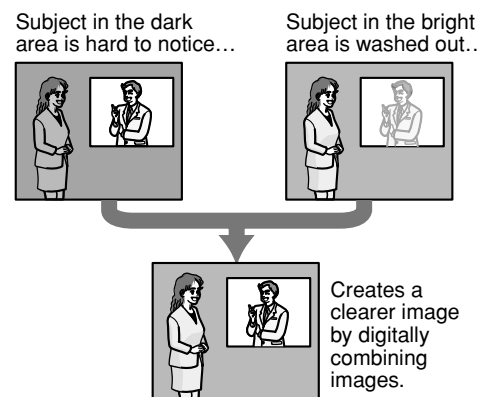 Subject in the dark
area is hard to notice…
Subject in the bright
area is washed out..
Creates a
clearer image
by digitally
combining
images.